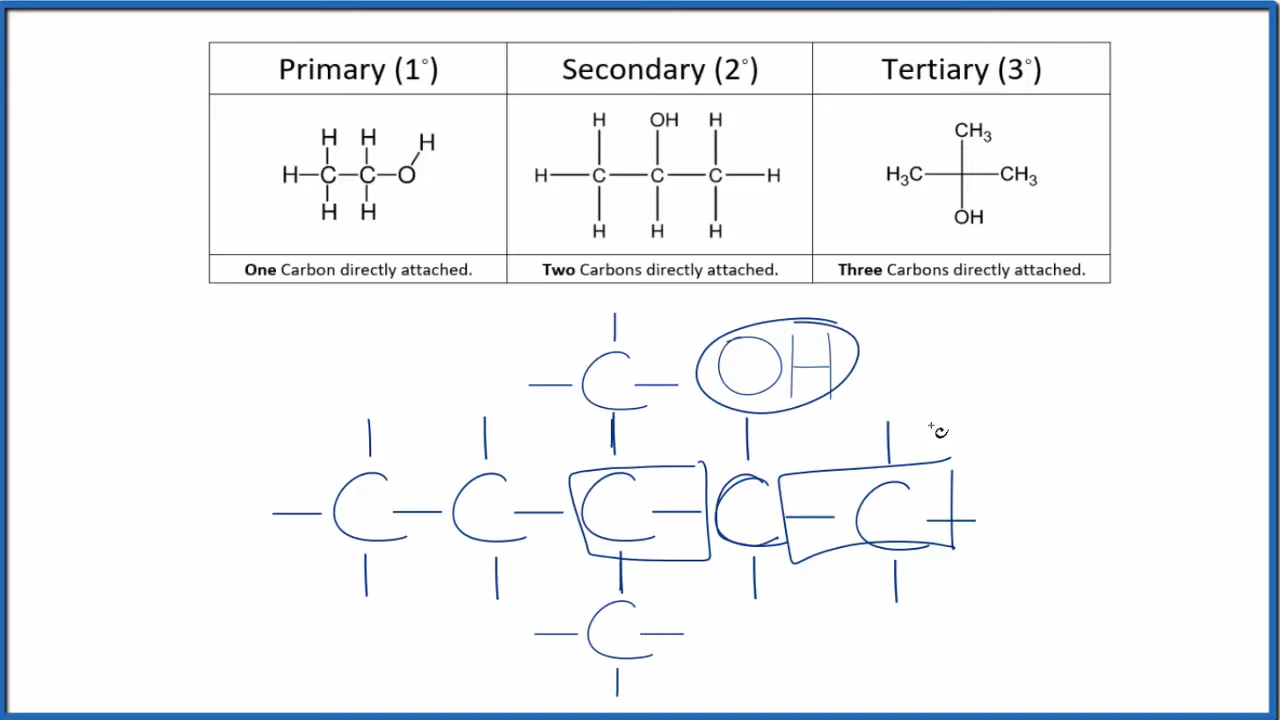 Primary (1°) Secondary (2°) Tertiary (3°)
H H H
H-C-C-O
H H
H OH H
H-C-C-C-H
H H H
CH₃
H₃C CH₃
OH
One Carbon directly attached. Two Carbons directly attached. Three Carbons directly attached.
C OH
C-C-C-C-C
C